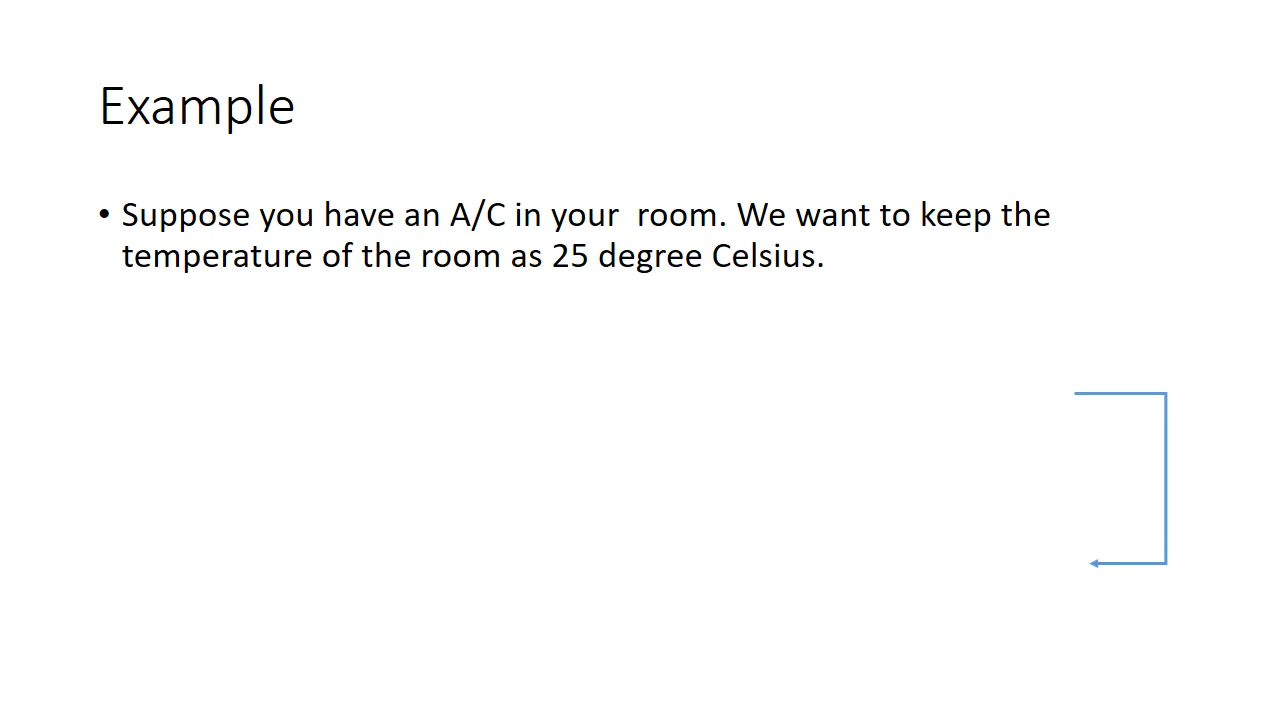 Example
• Suppose you have an A/C in your  room. We want to keep the
temperature of the room as 25 degree Celsius.